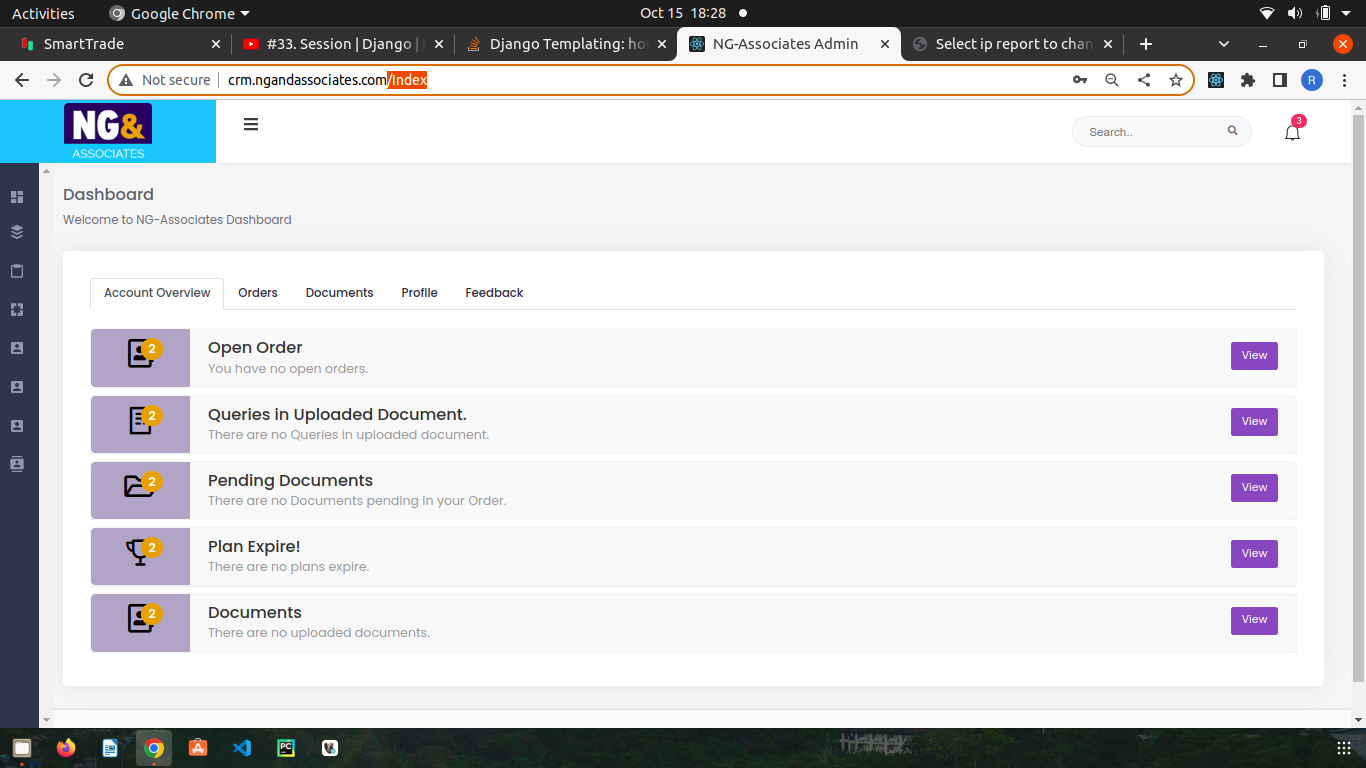 Activities Google Chrome Oct 15 18:28
SmartTrade #33. Session | Django | Django Templating: how NG-Associates Admin Select ip report to chan
Not secure crm.ngandassociates.com/Index R
NG&
ASSOCIATES
Search.. 3
Dashboard
Welcome to NG-Associates Dashboard
Account Overview Orders Documents Profile Feedback
2 Open Order View
You have no open orders.
2 Queries in Uploaded Document. View
There are no Queries in uploaded document.
2 Pending Documents View
There are no Documents pending in your Order.
2 Plan Expire! View
There are no plans expire.
2 Documents View
There are no uploaded documents.
PC